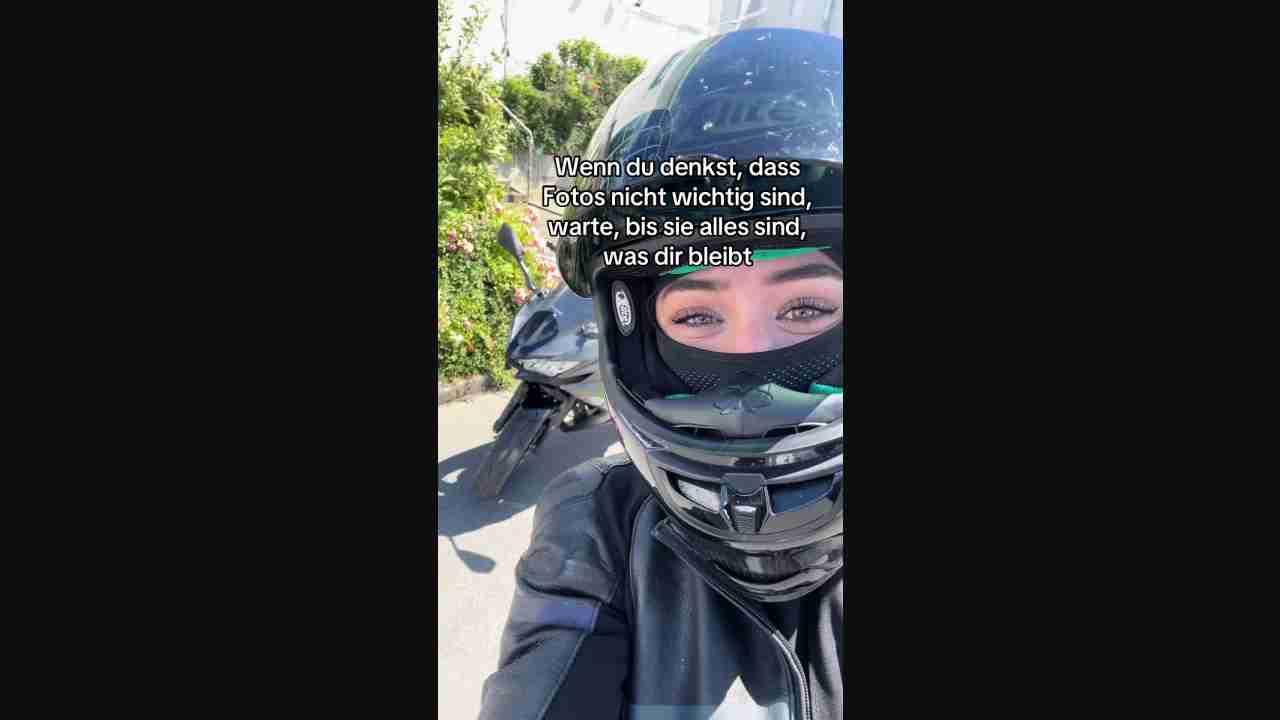 Wenn du denkst, dass
Fotos nicht wichtig sind,
warte, bis sie alles sind,
was dir bleibt